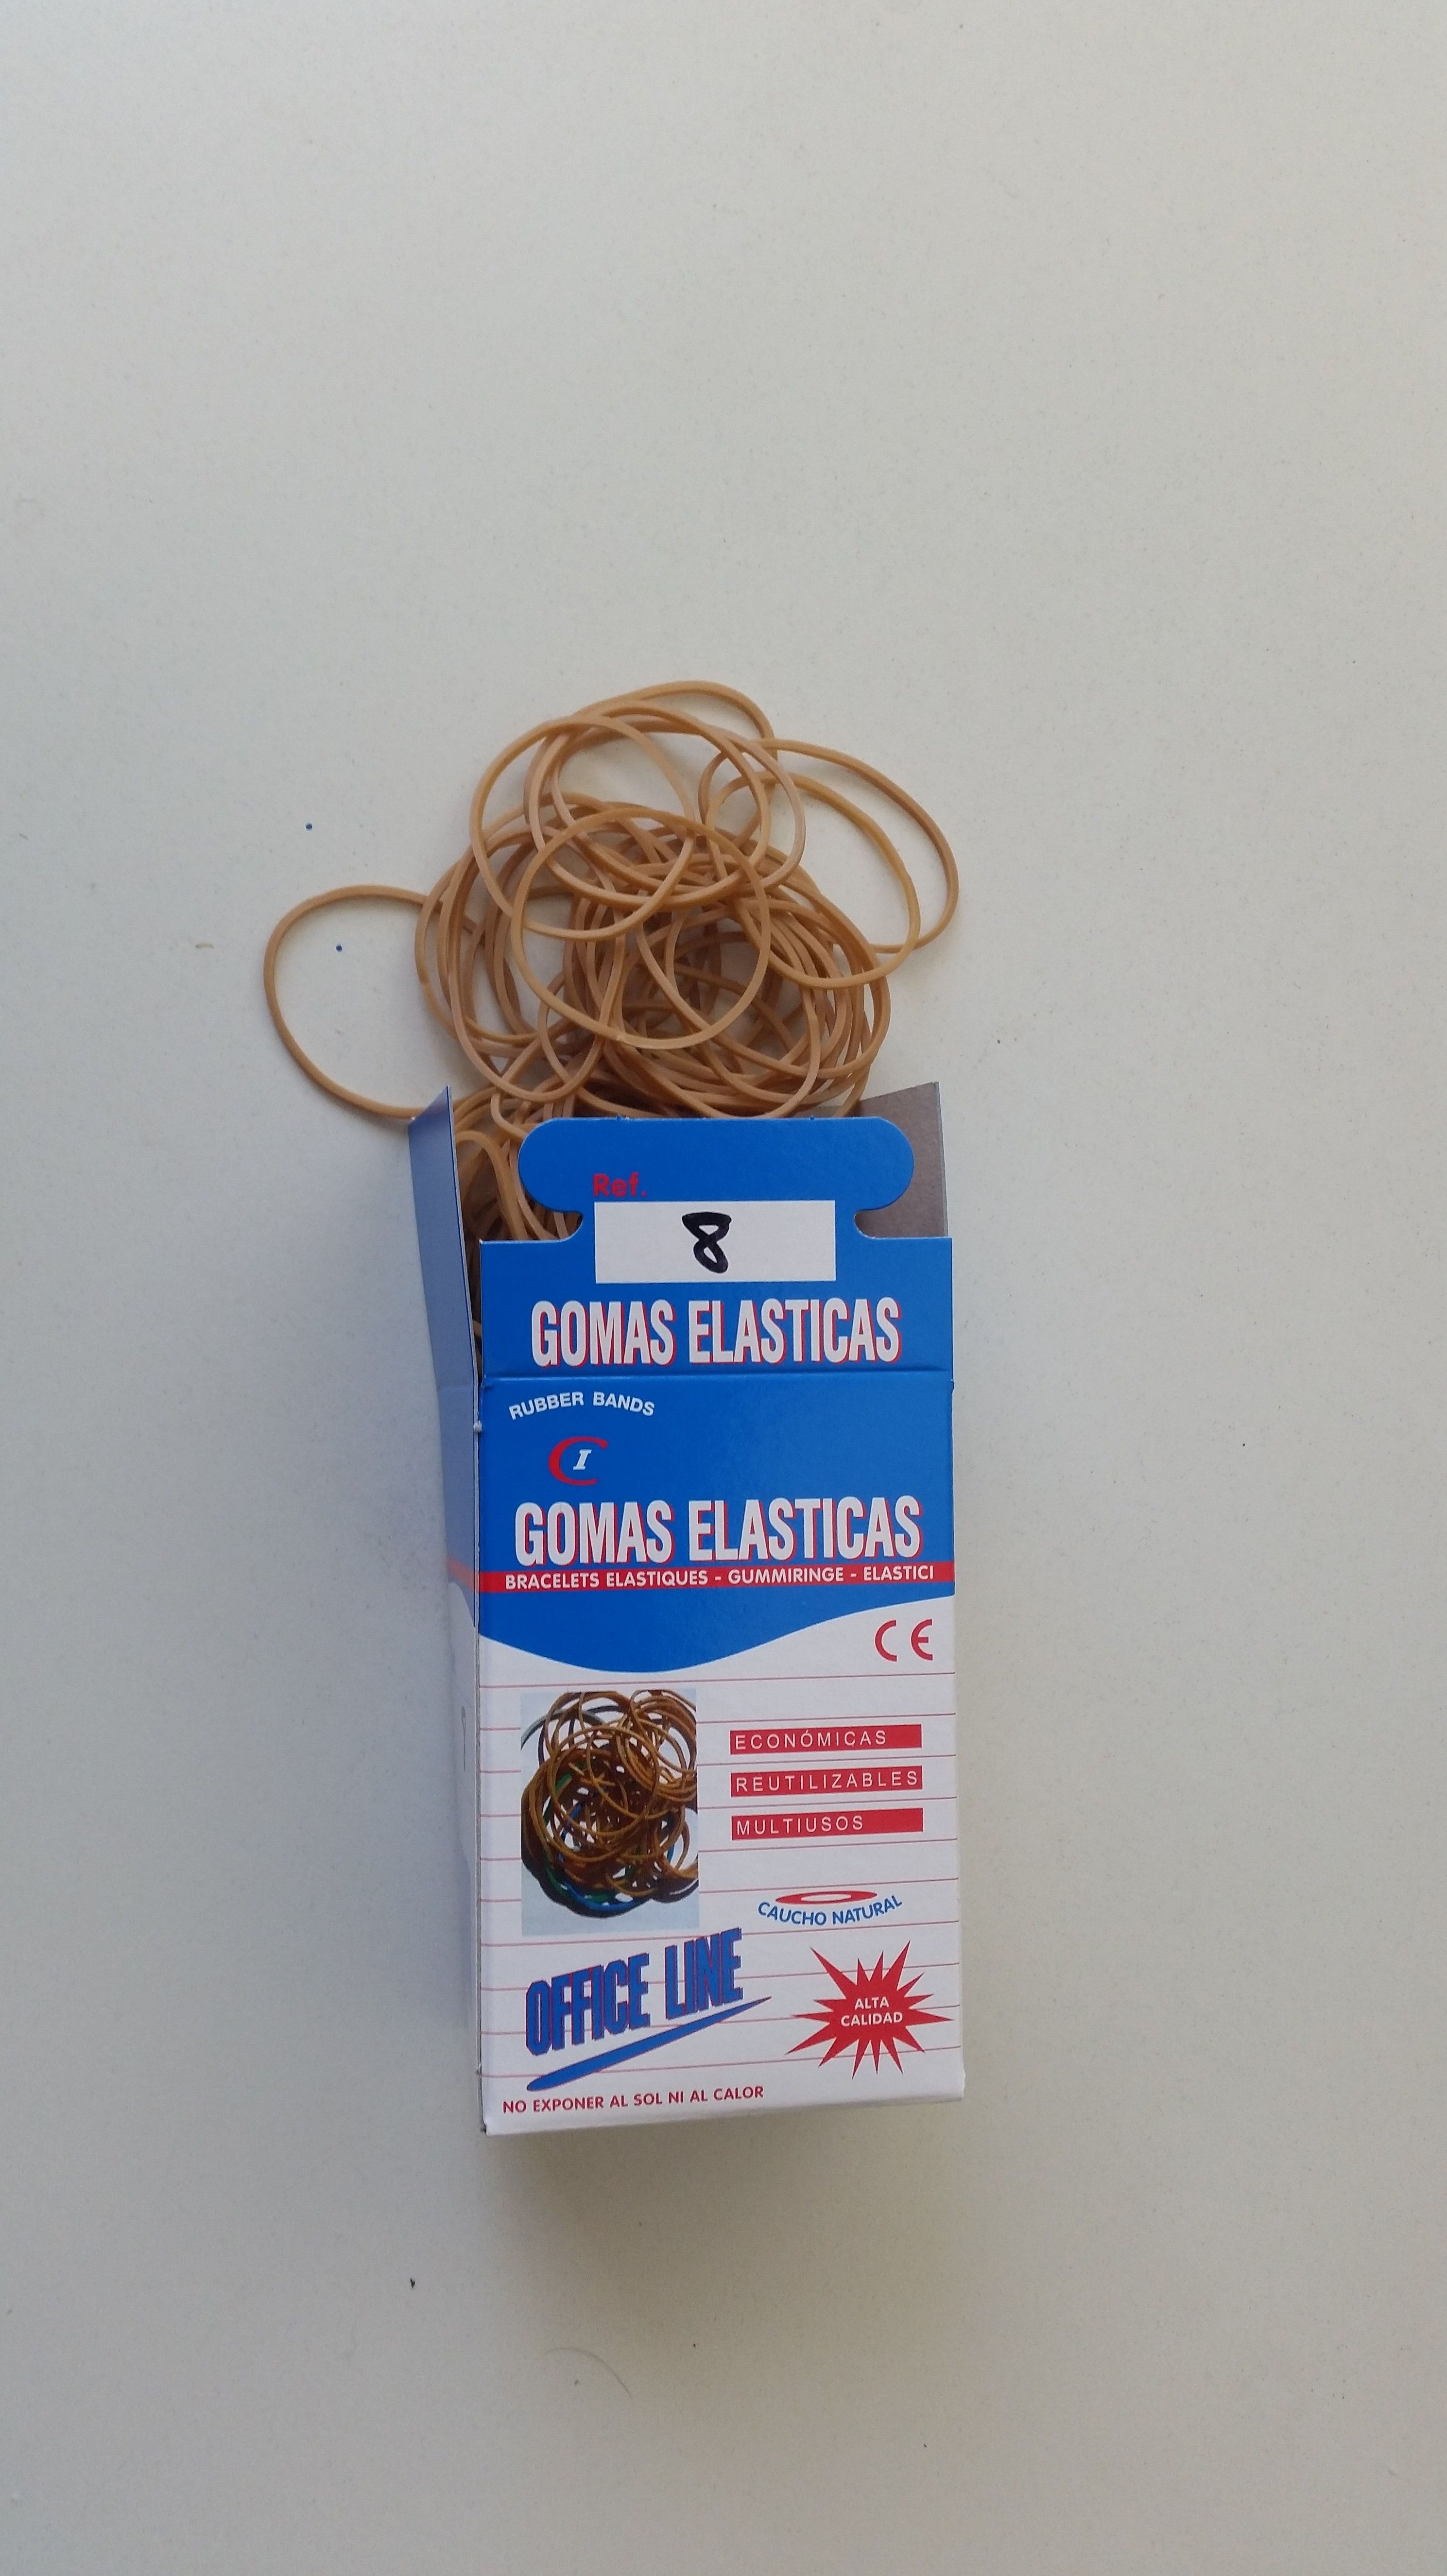 Ref.
8
GOMAS ELASTICAS
RUBBER BANDS
CI
GOMAS ELASTICAS
BRACELETS ELASTIQUES - GUMMIRINGE - ELASTICI
CE
ECONÓMICAS
REUTILIZABLES
MULTIUSOS
CAUCHO NATURAL
OFFICE LINE
ALTA
CALIDAD
NO EXPONER AL SOL NI AL CALOR